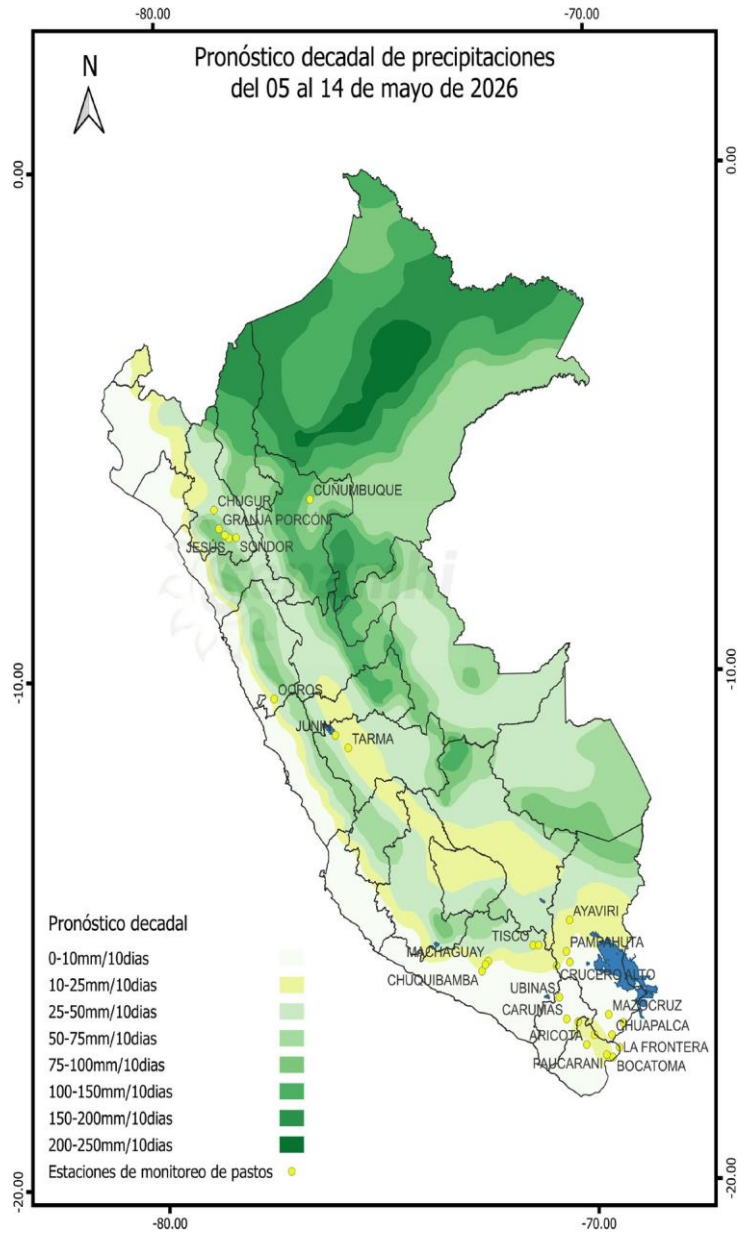 -80.00
-70.00
Pronóstico decadal de precipitaciones
del 05 al 14 de mayo de 2026
N
0.00
0.00
CUÑUMBUQUE
CHUGUR
GRANJA PORCÓN
JESÚS
SONDOR
senamhi
-10.00
-10.00
OCROS
JUNIN
TARMA
AYAVIRI
Pronóstico decadal
TISCO
PAMPAHUTA
MACHAGUAY
0-10mm/10dias
CRUCERO ALTO
CHUQUIBAMBA
10-25mm/10dias
UBINAS
25-50mm/10dias
CARUMAS
MAZOCRUZ
50-75mm/10dias
ARICOTA
CHUAPALCA
75-100mm/10dias
LA FRONTERA
PAUCARANI
BOCATOMA
100-150mm/10dias
150-200mm/10dias
200-250mm/10dias
Estaciones de monitoreo de pastos
-20.00
-20.00
-80.00
-70.00